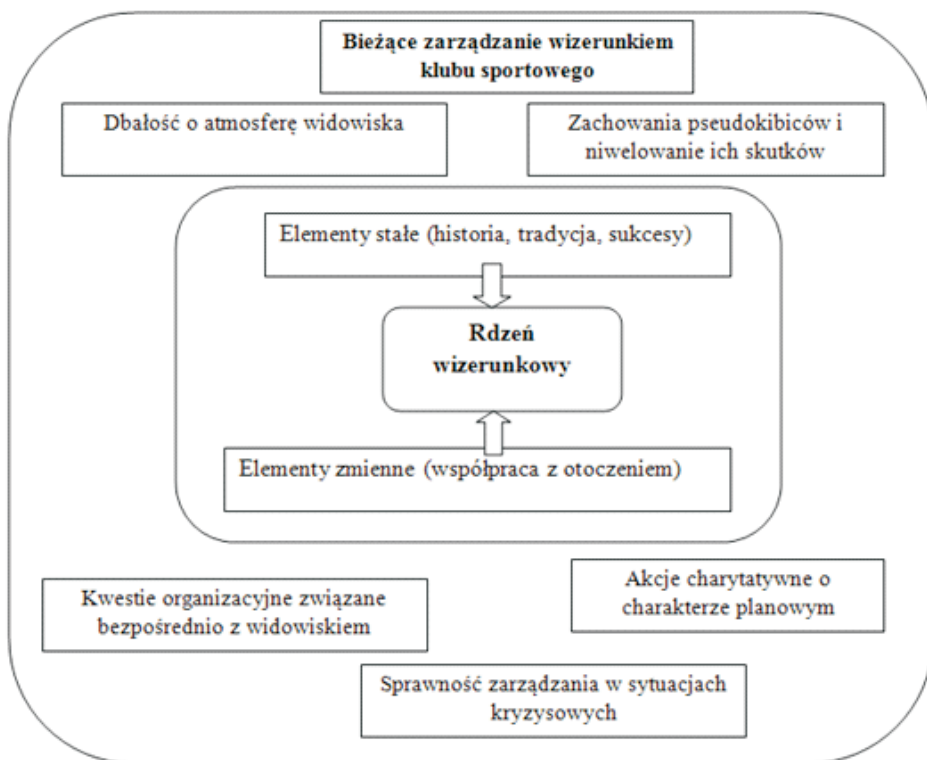 Bieżące zarządzanie wizerunkiem
klubu sportowego
Dbałość o atmosferę widowiska
Zachowania pseudokibiców i
niwelowanie ich skutków
Elementy stałe (historia, tradycja, sukcesy)
Rdzeń
wizerunkowy
Elementy zmienne (współpraca z otoczeniem)
Kwestie organizacyjne związane
bezpośrednio z widowiskiem
Akcje charytatywne o
charakterze planowym
Sprawność zarządzania w sytuacjach
kryzysowych